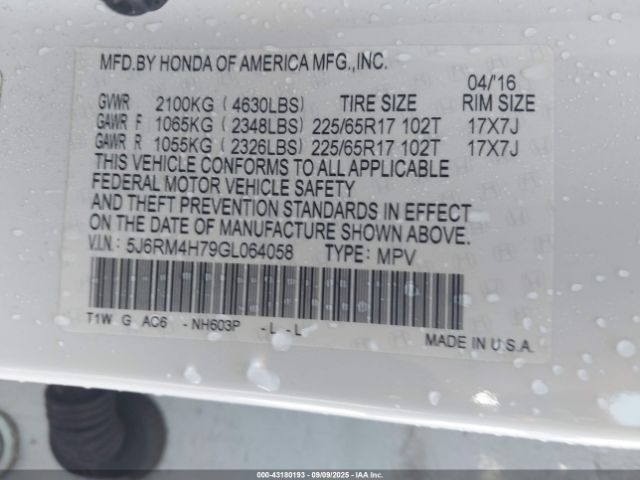 MFD.BY HONDA OF AMERICA MFG.,INC.
04/'16
GVWR 2100KG ( 4630LBS) TIRE SIZE RIM SIZE
GAWR F 1065KG ( 2348LBS) 225/65R17 102T 17X7J
GAWR R 1055KG ( 2326LBS) 225/65R17 102T 17X7J
THIS VEHICLE CONFORMS TO ALL APPLICABLE
FEDERAL MOTOR VEHICLE SAFETY
AND THEFT PREVENTION STANDARDS IN EFFECT
ON THE DATE OF MANUFACTURE SHOWN ABOVE.
V.I.N.: 5J6RM4H79GL064058 TYPE: MPV
T1W G AC6 - NH603P - L - L
MADE IN U.S.A.
000-43180193 - 09/09/2025 - IAAI, Inc.